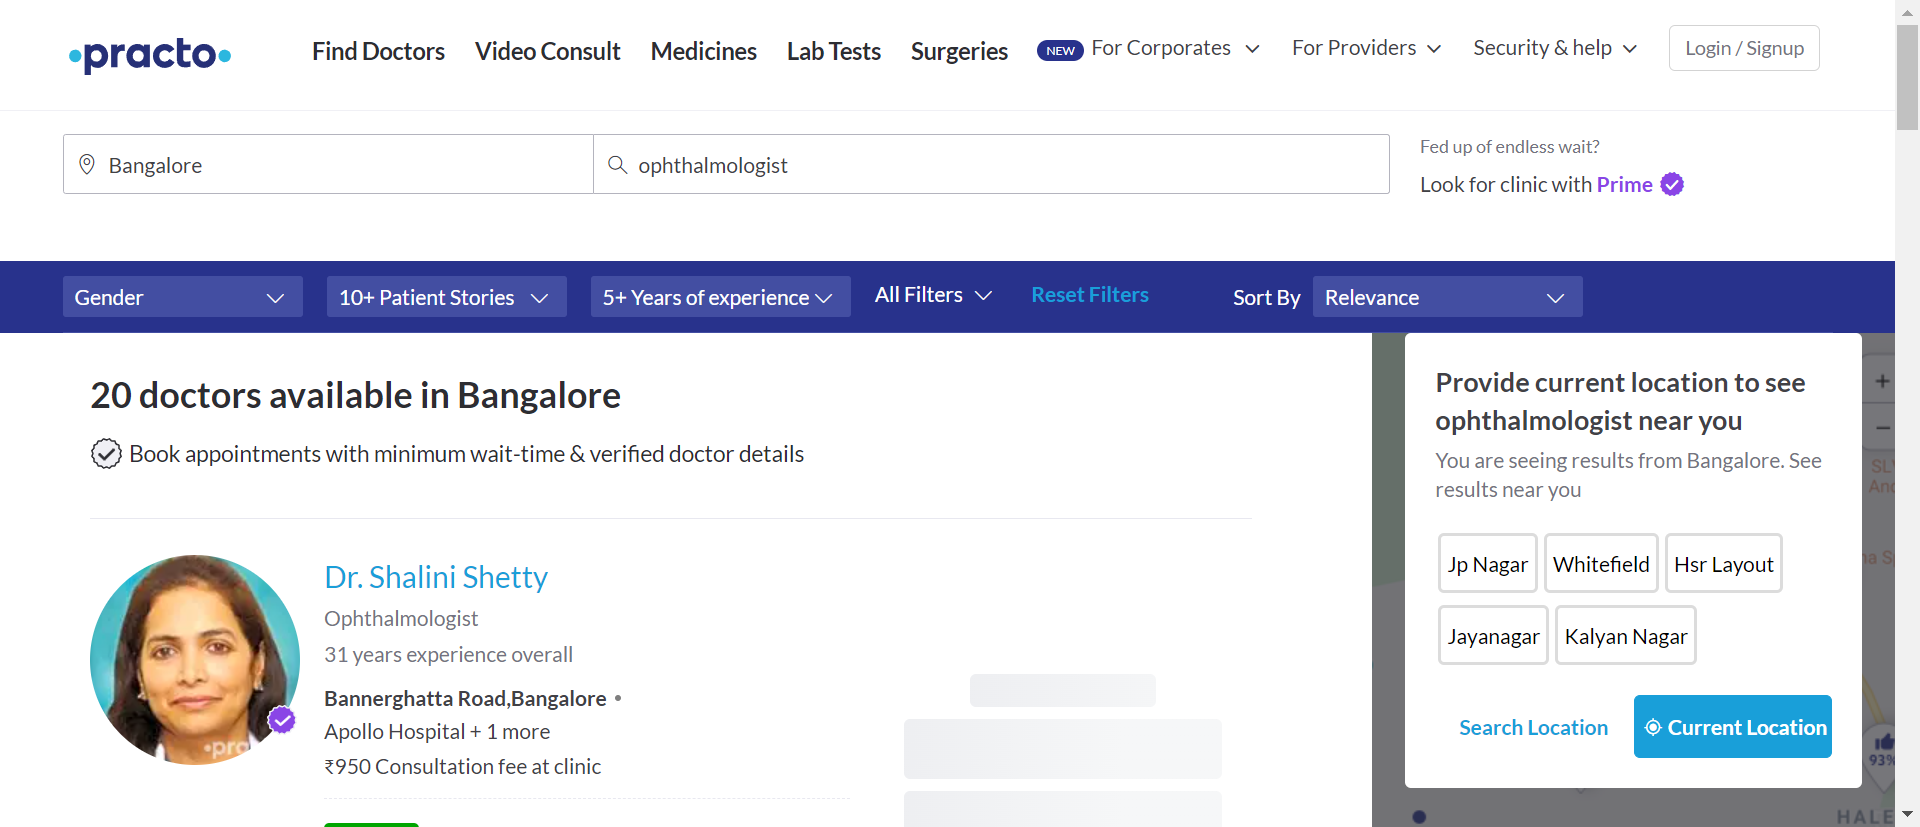 practo
Find Doctors
Video Consult
Medicines
Lab Tests
Surgeries
NEW
For Corporates
For Providers
Security & help
Login / Signup
Bangalore
ophthalmologist
Fed up of endless wait?
Look for clinic with Prime
Gender
10+ Patient Stories
5+ Years of experience
All Filters
Reset Filters
Sort By
Relevance
20 doctors available in Bangalore
Book appointments with minimum wait-time & verified doctor details
Dr. Shalini Shetty
Ophthalmologist
31 years experience overall
Bannerghatta Road,Bangalore •
Apollo Hospital + 1 more
₹950 Consultation fee at clinic
Provide current location to see
ophthalmologist near you
You are seeing results from Bangalore. See
results near you
Jp Nagar
Whitefield
Hsr Layout
Jayanagar
Kalyan Nagar
Search Location
Current Location
+
−
93%